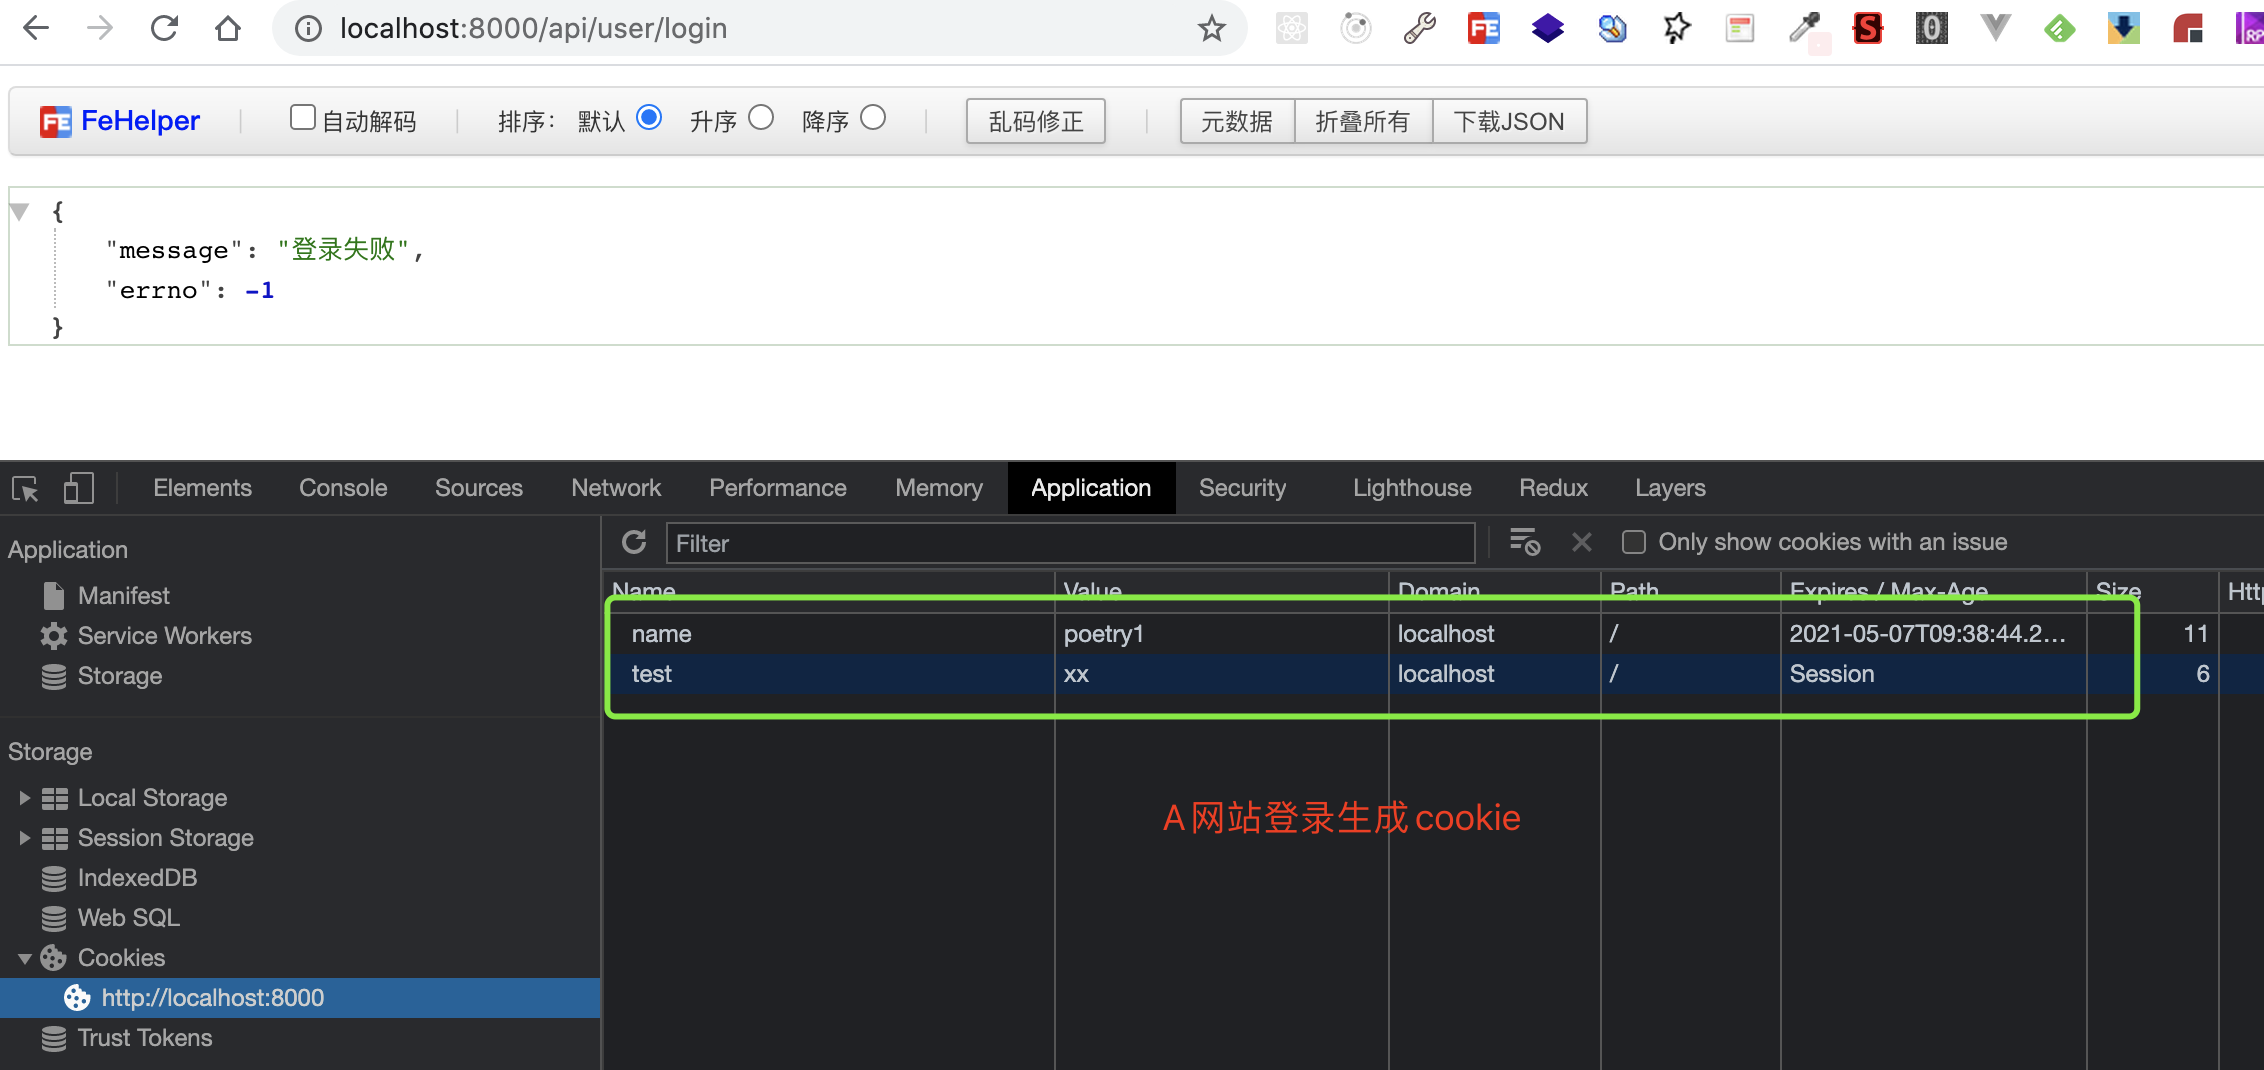 localhost:8000/api/user/login
FeHelper 自动解码 排序： 默认 升序 降序 乱码修正 元数据 折叠所有 下载JSON
{
"message": "登录失败",
"errno": -1
}
Elements Console Sources Network Performance Memory Application Security Lighthouse Redux Layers
Application
Manifest
Service Workers
Storage
Storage
Local Storage
Session Storage
IndexedDB
Web SQL
Cookies
http://localhost:8000
Trust Tokens
Filter Only show cookies with an issue
Name Value Domain Path Expires / Max-Age Size
name poetry1 localhost / 2021-05-07T09:38:44.2... 11
test xx localhost / Session 6
A网站登录生成cookie